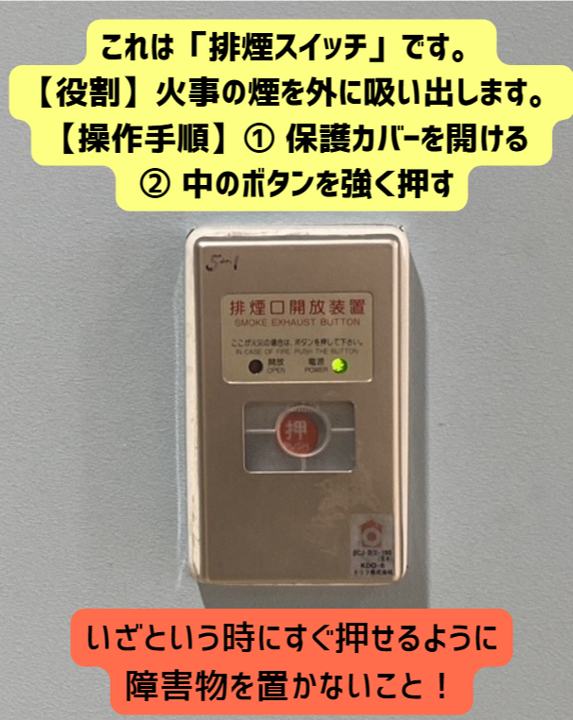 これは「排煙スイッチ」です。
【役割】火事の煙を外に吸い出します。
【操作手順】① 保護カバーを開ける
② 中のボタンを強く押す
5-1
排煙口開放装置
SMOKE EXHAUST BUTTON
ここが火災の場合は、ボタンを押して下さい。
IN CASE OF FIRE PUSH THE BUTTON
開放 電源
OPEN POWER
押
KDD-6
いざという時にすぐ押せるように
障害物を置かないこと！